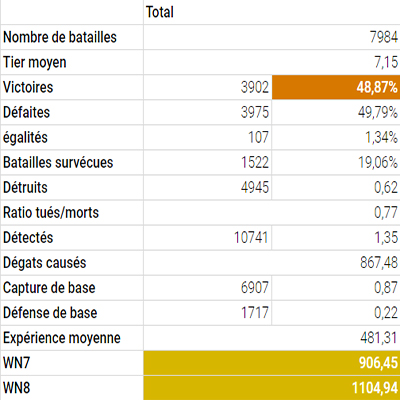 Total
Nombre de batailles 7984
Tier moyen 7,15
Victoires 3902 48,87%
Défaites 3975 49,79%
égalités 107 1,34%
Batailles survécues 1522 19,06%
Détruits 4945 0,62
Ratio tués/morts 0,77
Détectés 10741 1,35
Dégats causés 867,48
Capture de base 6907 0,87
Défense de base 1717 0,22
Expérience moyenne 481,31
WN7 906,45
WN8 1104,94